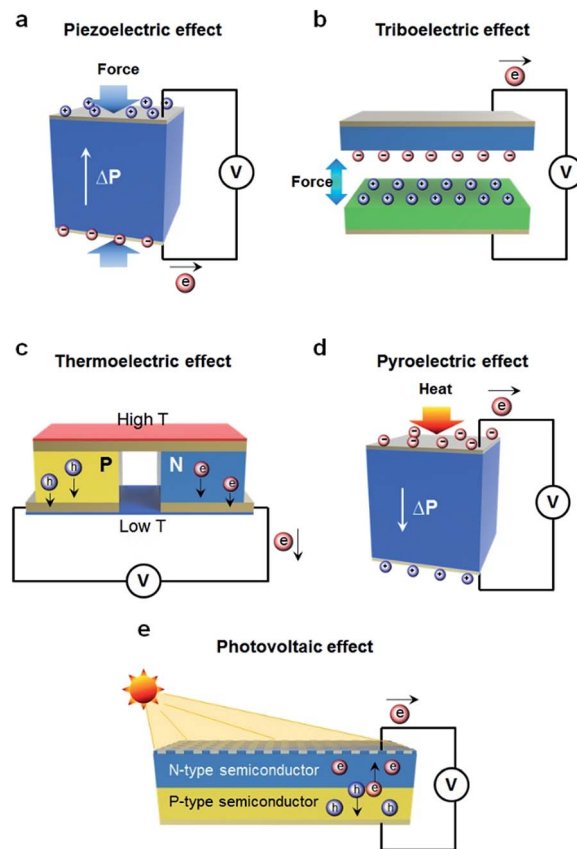 a
Piezoelectric effect
Force
+ + + + + + +
ΔP
V
− − − −
e
b
Triboelectric effect
e
− − − − − − −
Force
V
+ + + + + +
+ + + + + +
c
Thermoelectric effect
High T
P
N
h h
e e
Low T
e
V
d
Pyroelectric effect
Heat
e
− − − − − − −
V
ΔP
+ + + +
e
Photovoltaic effect
e
N-type semiconductor
e e
V
P-type semiconductor
h h e h